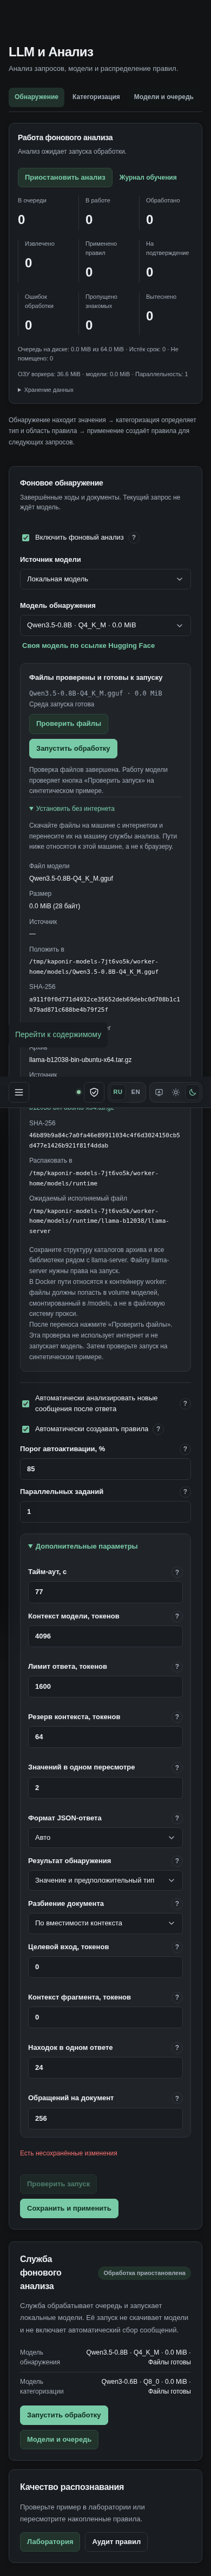 LLM и Анализ
Анализ запросов, модели и распределение правил.
Обнаружение
Категоризация
Модели и очередь
Работа фонового анализа
Анализ ожидает запуска обработки.
Приостановить анализ
Журнал обучения
В очереди
В работе
Обработано
0
0
0
Извлечено
Применено правил
На подтверждение
0
0
0
Ошибок обработки
Пропущено знакомых
Вытеснено
0
0
0
Очередь на диске: 0.0 MiB из 64.0 MiB · Истёк срок: 0 · Не
помещено: 0
ОЗУ воркера: 36.6 MiB · модели: 0.0 MiB · Параллельность: 1
Хранение данных
Обнаружение находит значения → категоризация определяет
тип и область правила → применение создаёт правила для
следующих запросов.
Фоновое обнаружение
Завершённые коды и документы. Текущий запрос не
ждёт модель.
Включить фоновый анализ ?
Источник модели
Локальная модель
Модель обнаружения
Qwen3.5-0.8B · Q4_K_M · 0.0 MiB
Своя модель по ссылке Hugging Face
Файлы проверены и готовы к запуску
Qwen3.5-0.8B-Q4_K_M.gguf · 0.0 MiB
Среда запуска готова
Проверить файлы
Запустить обработку
Проверка файлов завершена. Работу модели
проверяет кнопка «Проверить запуск» на
синтетическом примере.
Установить без интернета
Скачайте файлы на машине с интернетом и
перенесите их на машину службы анализа. Пути
ниже относятся к этой машине, а не к браузеру.
Файл модели
Qwen3.5-0.8B-Q4_K_M.gguf
Размер
0.0 MiB (28 байт)
Источник
—
Положить в
/tmp/kaponir-models-7jt6vo5k/worker-
home/models/Qwen3.5-0.8B-Q4_K_M.gguf
SHA-256
a911f0f0d771d4932ce35652deb69debc0d708b1c1
b79ad871c688be4b79f25f
Перейти к содержимому
Архив
llama-b12038-bin-ubuntu-x64.tar.gz
Источник
RU
EN
SHA-256
46b89b9a84c7a0fa46e89911034c4f6d3024150cb5
d477e1426b921f81f4ddab
Распаковать в
/tmp/kaponir-models-7jt6vo5k/worker-
home/models/runtime
Ожидаемый исполняемый файл
/tmp/kaponir-models-7jt6vo5k/worker-
home/models/runtime/llama-b12038/llama-
server
Сохраните структуру каталогов архива и все
библиотеки рядом с llama-server. Файлу llama-
server нужны права на запуск.
В Docker пути относятся к контейнеру worker:
файлы должны попасть в volume моделей,
смонтированный в /models, а не в файловую
систему прокси.
После переноса нажмите «Проверить файлы».
Эта проверка не использует интернет и не
запускает модель. Затем проверьте запуск на
синтетическом примере.
Автоматически анализировать новые
сообщения после ответа ?
Автоматически создавать правила ?
Порог автоактивации, % ?
85
Параллельных заданий ?
1
Дополнительные параметры
Тайм-аут, с ?
77
Контекст модели, токенов ?
4096
Лимит ответа, токенов ?
1600
Резерв контекста, токенов ?
64
Значений в одном пересмотре ?
2
Формат JSON-ответа ?
Авто
Результат обнаружения ?
Значение и предположительный тип
Разбиение документа ?
По вместимости контекста
Целевой вход, токенов ?
0
Контекст фрагмента, токенов ?
0
Находок в одном ответе ?
24
Обращений на документ ?
256
Есть несохранённые изменения
Проверить запуск
Сохранить и применить
Служба
фонового
анализа
Обработка приостановлена
Служба обрабатывает очередь и запускает
локальные модели. Её запуск не скачивает модели
и не включает автоматический сбор сообщений.
Модель обнаружения
Qwen3.5-0.8B · Q4_K_M · 0.0 MiB ·
Файлы готовы
Модель категоризации
Qwen3-0.6B · Q8_0 · 0.0 MiB ·
Файлы готовы
Запустить обработку
Модели и очередь
Качество распознавания
Проверьте пример в лаборатории или
пересмотрите накопленные правила.
Лаборатория
Аудит правил